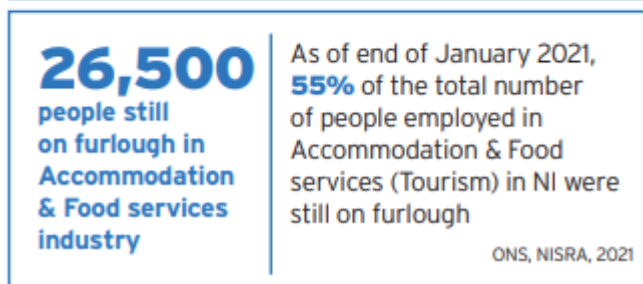 26,500
people still
on furlough in
Accommodation
& Food services
industry
As of end of January 2021,
55% of the total number
of people employed in
Accommodation & Food
services (Tourism) in NI were
still on furlough
ONS, NISRA, 2021